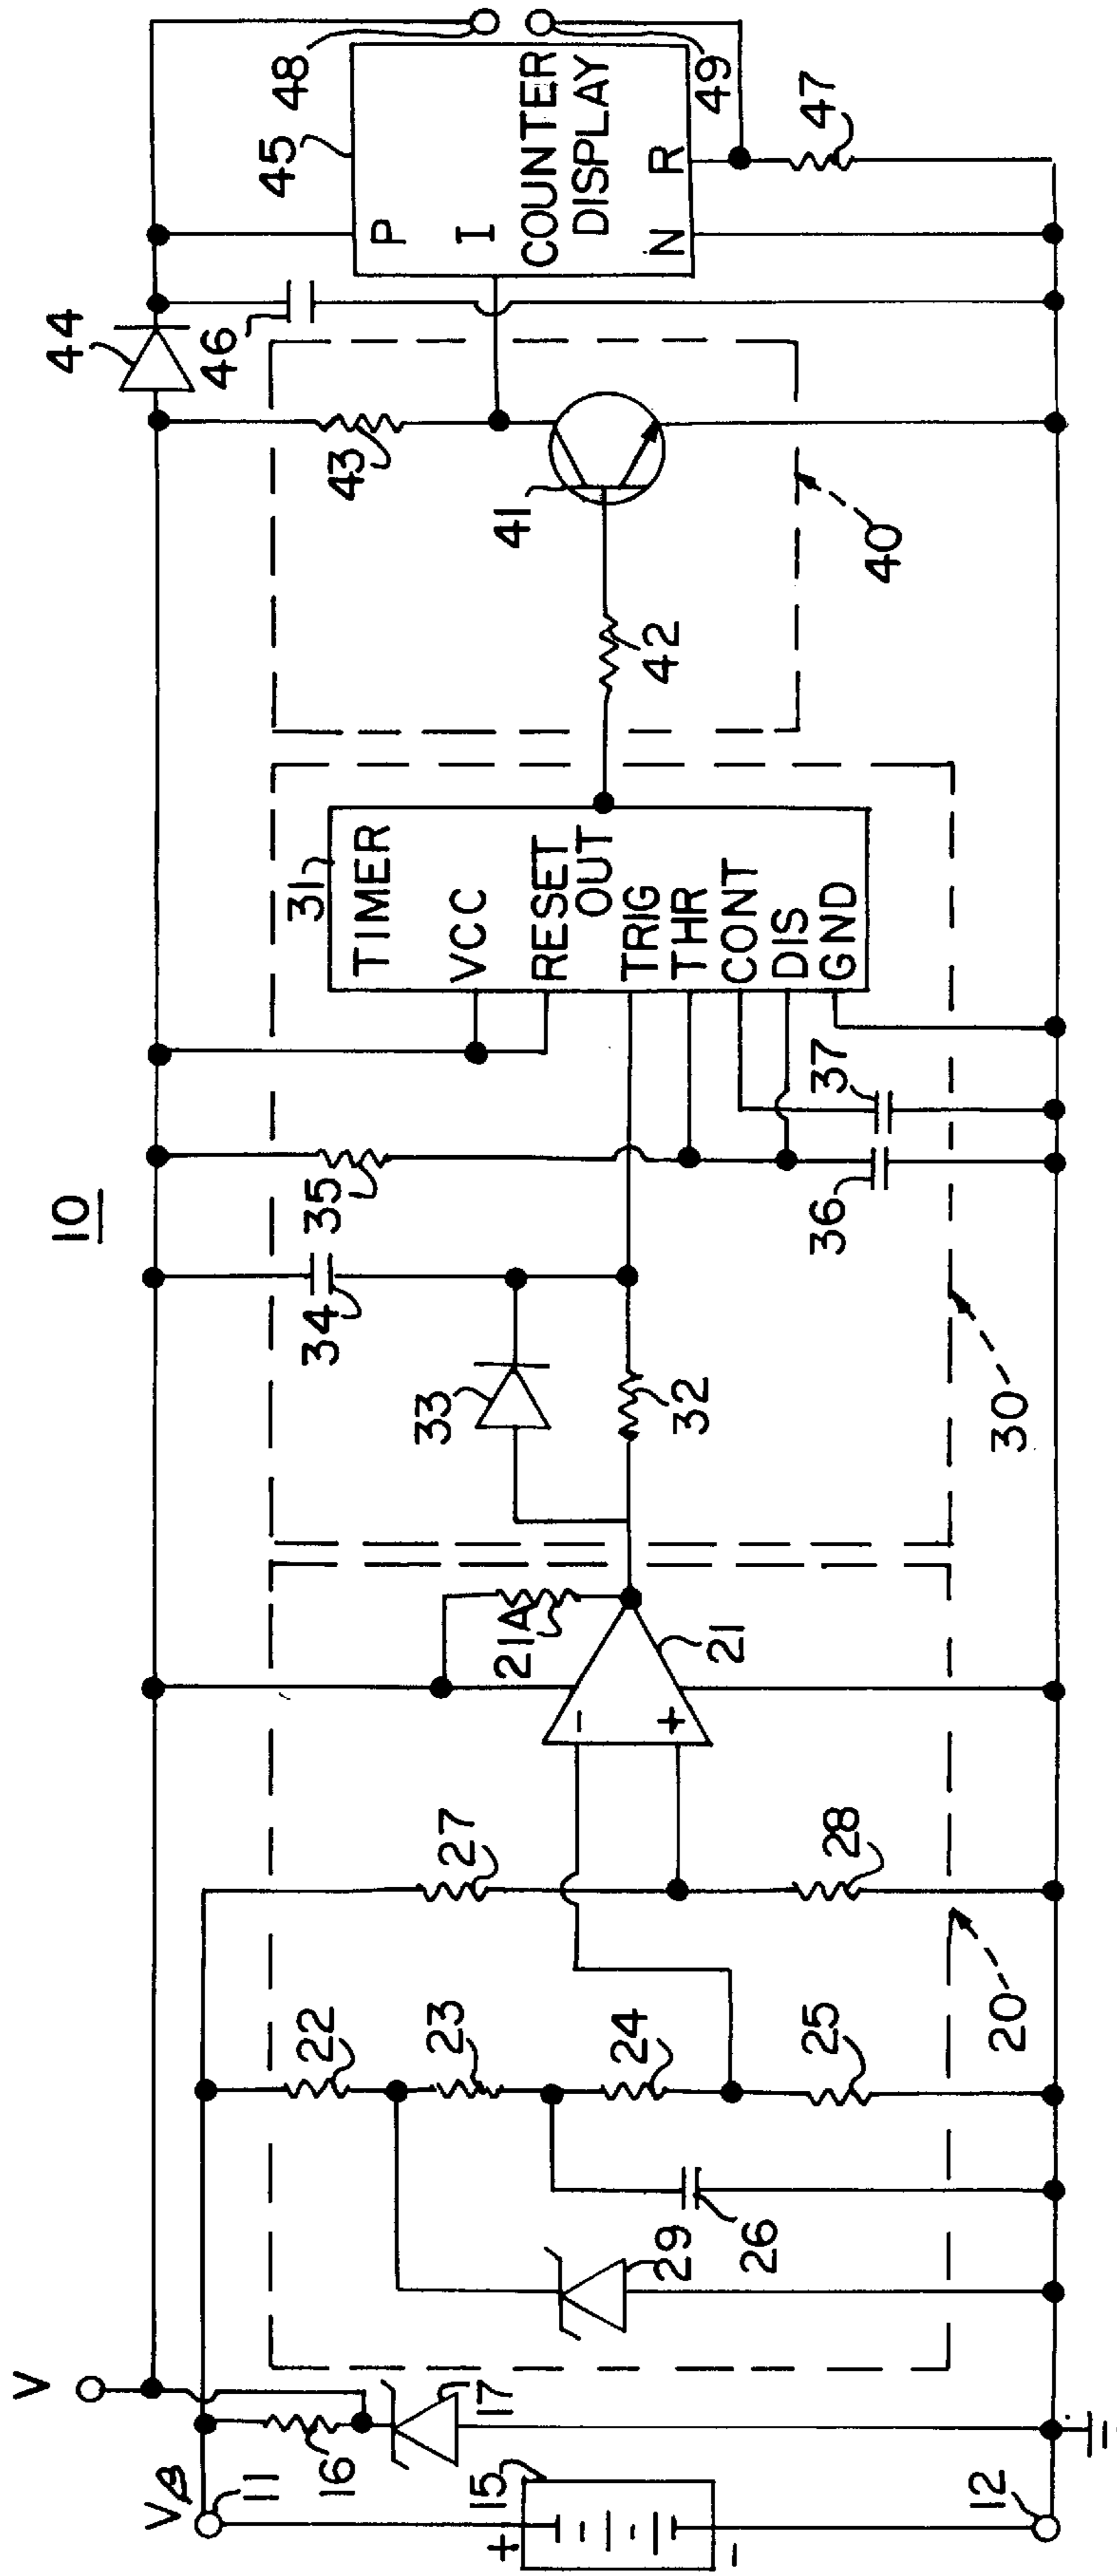 10
V
VB
11
16
17
15
+
-
12
22
23
24
25
26
29
20
27
28
-
+
21
21A
33
32
34
35
36
37
30
31
TIMER
VCC
RESET
OUT
TRIG
THR
CONT
DIS
GND
42
41
43
40
44
46
45
P
I
COUNTER
DISPLAY
N
R
48
49
47